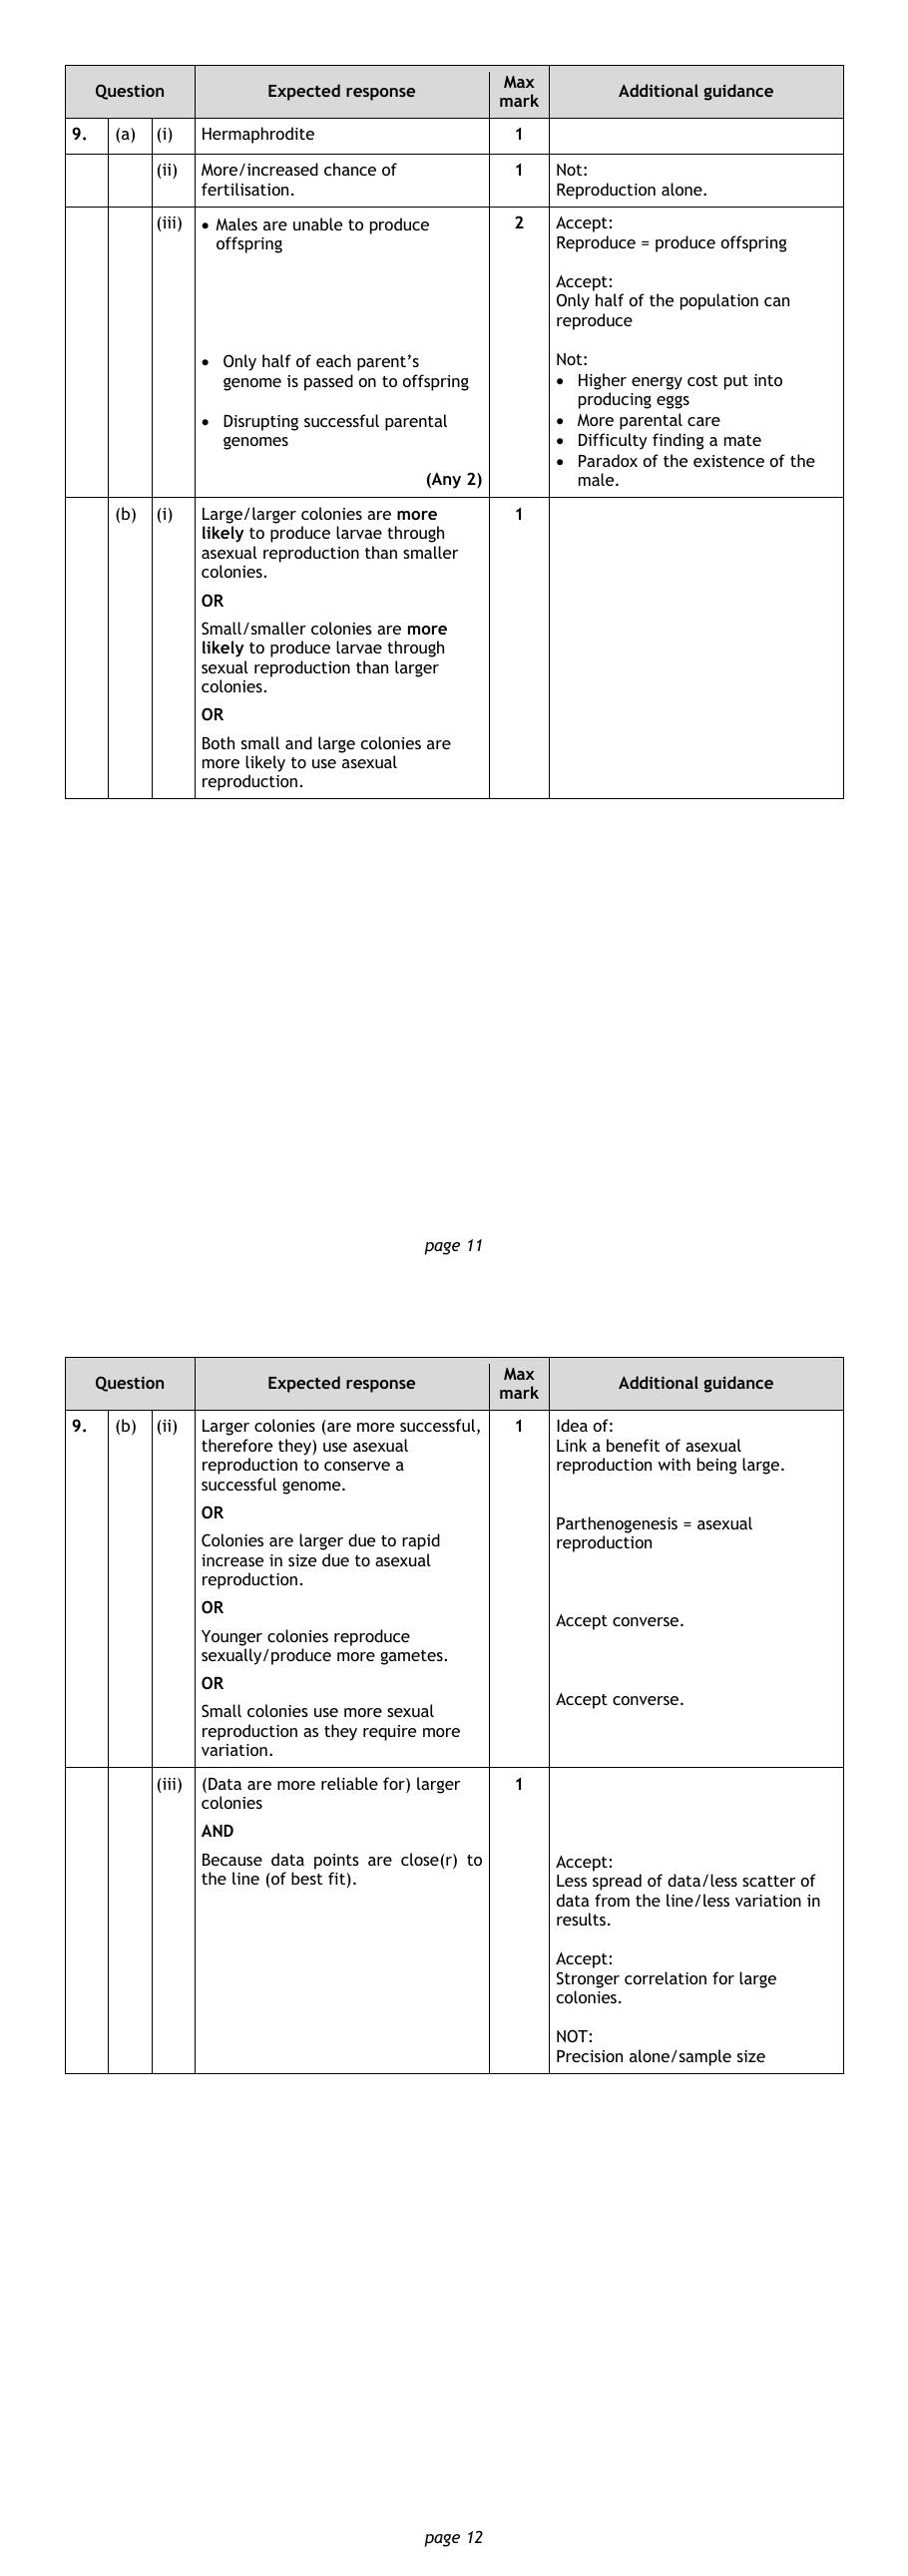 Question Expected response Max mark Additional guidance
9. (a) (i) Hermaphrodite 1
(ii) More/increased chance of 1 Not:
fertilisation. Reproduction alone.
(iii) • Males are unable to produce 2 Accept:
offspring Reproduce = produce offspring
Accept:
Only half of the population can
reproduce
• Only half of each parent's Not:
genome is passed on to offspring • Higher energy cost put into
producing eggs
• Disrupting successful parental • More parental care
genomes • Difficulty finding a mate
• Paradox of the existence of the
(Any 2) male.
(b) (i) Large/larger colonies are more 1
likely to produce larvae through
asexual reproduction than smaller
colonies.
OR
Small/smaller colonies are more
likely to produce larvae through
sexual reproduction than larger
colonies.
OR
Both small and large colonies are
more likely to use asexual
reproduction.
page 11
Question Expected response Max mark Additional guidance
9. (b) (ii) Larger colonies (are more successful, 1 Idea of:
therefore they) use asexual Link a benefit of asexual
reproduction to conserve a reproduction with being large.
successful genome.
OR
Parthenogenesis = asexual
Colonies are larger due to rapid reproduction
increase in size due to asexual
reproduction.
OR
Accept converse.
Younger colonies reproduce
sexually/produce more gametes.
OR
Accept converse.
Small colonies use more sexual
reproduction as they require more
variation.
(iii) (Data are more reliable for) larger 1
colonies
AND
Because data points are close(r) to Accept:
the line (of best fit). Less spread of data/less scatter of
data from the line/less variation in
results.
Accept:
Stronger correlation for large
colonies.
NOT:
Precision alone/sample size
page 12